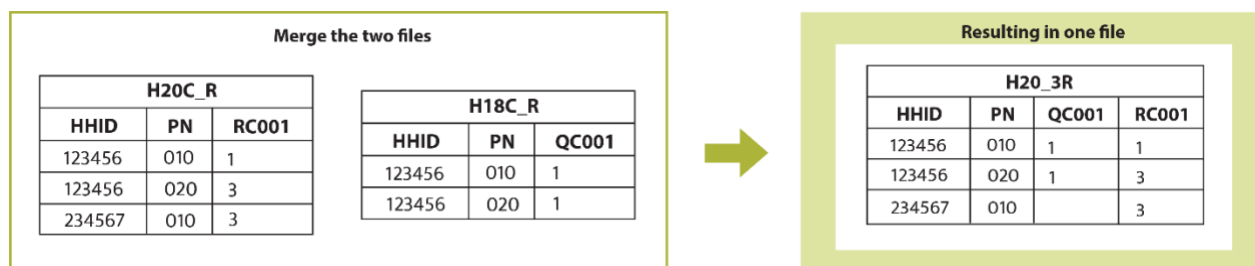 Merge the two files
H20C_R
HHID PN RC001
123456 010 1
123456 020 3
234567 010 3
H18C_R
HHID PN QC001
123456 010 1
123456 020 1
Resulting in one file
H20_3R
HHID PN QC001 RC001
123456 010 1 1
123456 020 1 3
234567 010 3